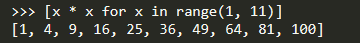 >>> [x * x for x in range(1, 11)]
[1, 4, 9, 16, 25, 36, 49, 64, 81, 100]